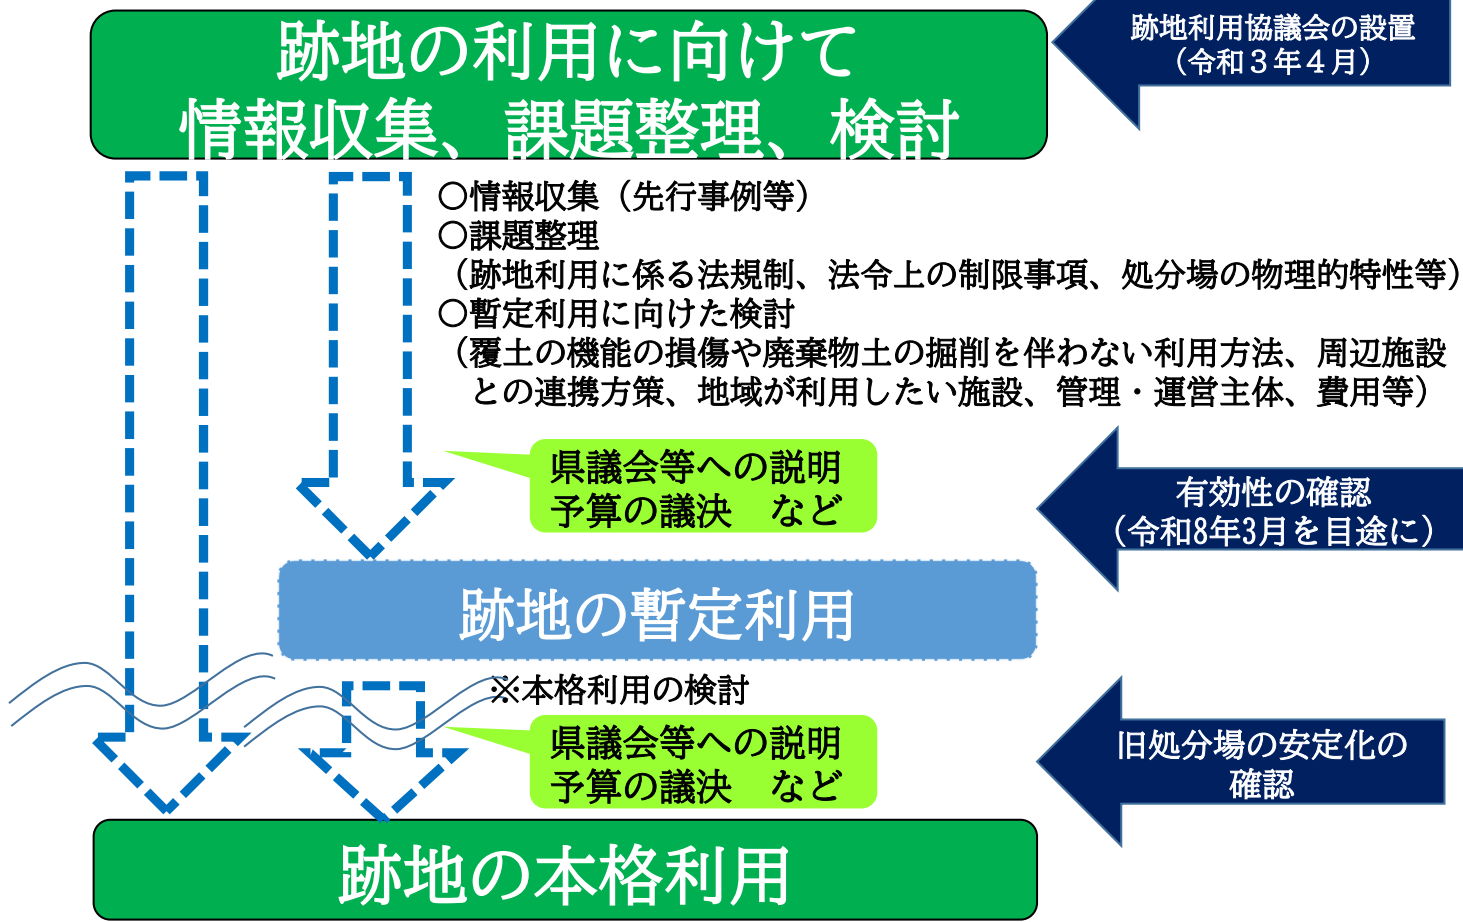 跡地の利用に向けて
情報収集、課題整理、検討
跡地利用協議会の設置
（令和３年４月）
〇情報収集（先行事例等）
〇課題整理
（跡地利用に係る法規制、法令上の制限事項、処分場の物理的特性等）
〇暫定利用に向けた検討
（覆土の機能の損傷や廃棄物土の掘削を伴わない利用方法、周辺施設
との連携方策、地域が利用したい施設、管理・運営主体、費用等）
県議会等への説明
予算の議決　など
有効性の確認
（令和8年3月を目途に）
跡地の暫定利用
※本格利用の検討
県議会等への説明
予算の議決　など
旧処分場の安定化の
確認
跡地の本格利用